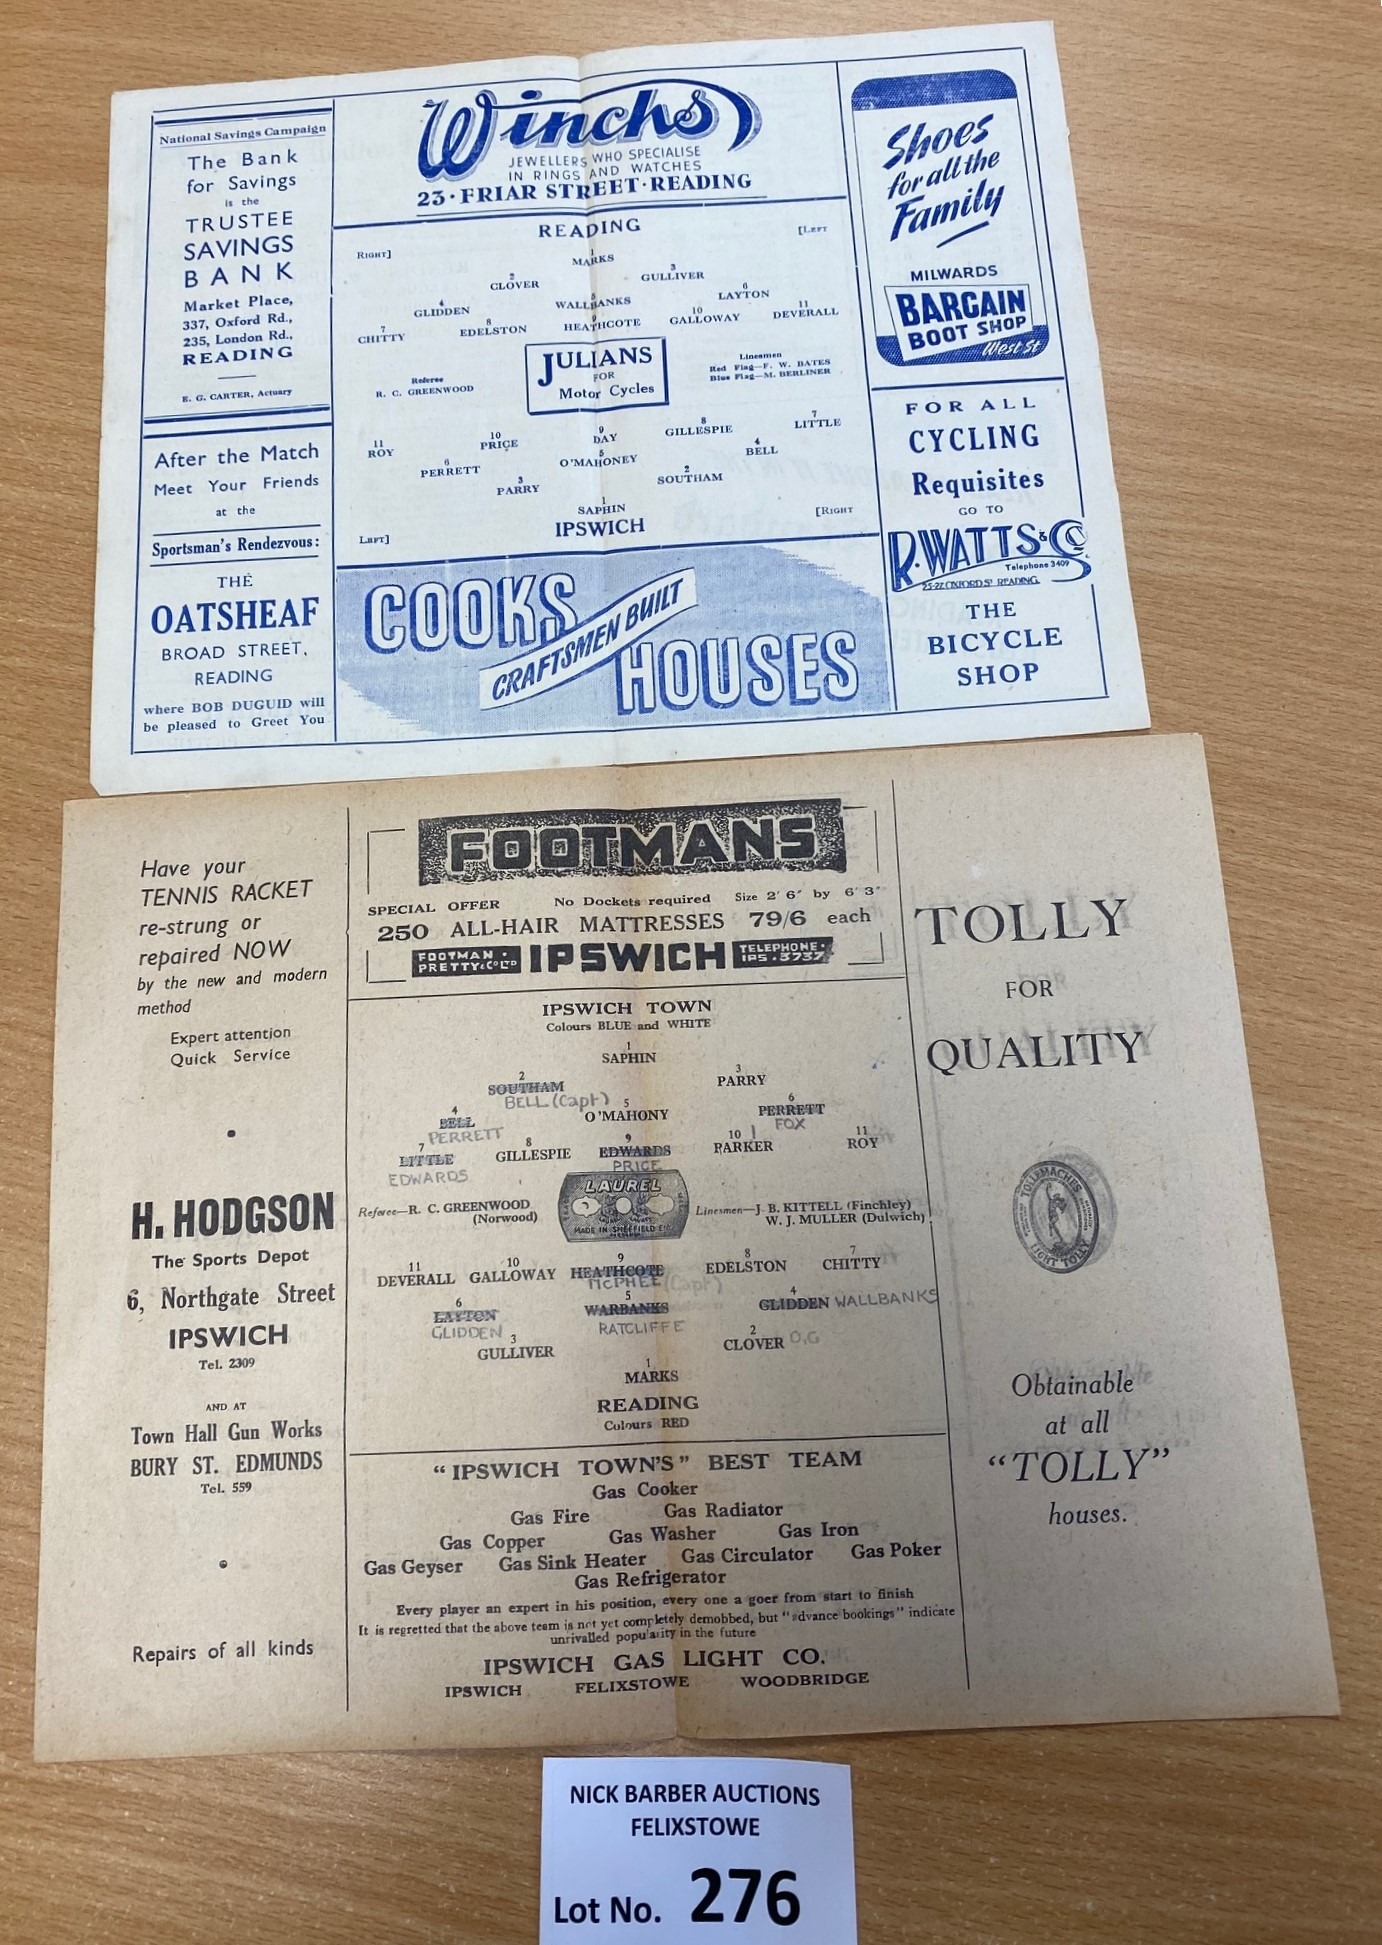 National Savings Campaign
The Bank
for Savings
is the
TRUSTEE
SAVINGS
BANK
Market Place,
337, Oxford Rd.,
235, London Rd.,
READING
E. G. CARTER, Actuary
After the Match
Meet Your Friends
at the
Sportsman's Rendezvous:
THE
OATSHEAF
BROAD STREET,
READING
where BOB DUGUID will
be pleased to Greet You
Winchs
JEWELLERS WHO SPECIALISE
IN RINGS AND WATCHES
23·FRIAR STREET·READING
READING
RIGHT] [LEFT
1
MARKS
2 3
CLOVER GULLIVER
4 5 6
GLIDDEN WALLBANKS LAYTON
7 8 9 10 11
CHITTY EDELSTON HEATHCOTE GALLOWAY DEVERALL
Referee
R. C. GREENWOOD
JULIANS
FOR
Motor Cycles
Linesmen
Red Flag—F. W. BATES
Blue Flag—M. BERLINER
11 10 9 8 7
ROY PRICE DAY GILLESPIE LITTLE
6 5 4
PERRETT O'MAHONEY BELL
3 2
PARRY SOUTHAM
1
SAPHIN
LEFT] IPSWICH [RIGHT
COOKS
CRAFTSMEN BUILT
HOUSES
Shoes
for all the
Family
MILWARDS
BARGAIN
BOOT SHOP
West St
FOR ALL
CYCLING
Requisites
GO TO
R·WATTS & Co
Telephone 3409
25-27 OXFORD ST READING.
THE
BICYCLE
SHOP
Have your
TENNIS RACKET
re-strung or
repaired NOW
by the new and modern
method
Expert attention
Quick Service
H. HODGSON
The Sports Depot
6, Northgate Street
IPSWICH
Tel. 2309
AND AT
Town Hall Gun Works
BURY ST. EDMUNDS
Tel. 559
Repairs of all kinds
FOOTMANS
SPECIAL OFFER No Dockets required Size 2' 6" by 6' 3"
250 ALL-HAIR MATTRESSES 79/6 each
FOOTMAN
PRETTY & CO LTD
IPSWICH
TELEPHONE·
IPS·3737
IPSWICH TOWN
Colours BLUE and WHITE
1
SAPHIN
2 3
SOUTHAM PARRY
BELL (Capt)
4 5 6
BELL O'MAHONY PERRETT
PERRETT FOX
7 8 9 10 11
LITTLE GILLESPIE EDWARDS PARKER ROY
EDWARDS PRICE
Referee—R. C. GREENWOOD
(Norwood)
LAUREL
MADE IN SHEFFIELD
Linesmen—J. B. KITTELL (Finchley)
W. J. MULLER (Dulwich)
11 10 9 8 7
DEVERALL GALLOWAY HEATHCOTE EDELSTON CHITTY
McPHEE (Capt)
6 5 4
LAYTON WARBANKS GLIDDEN WALLBANKS
GLIDDEN RATCLIFFE
3 2
GULLIVER CLOVER O,G
1
MARKS
READING
Colours RED
"IPSWICH TOWN'S" BEST TEAM
Gas Cooker
Gas Fire Gas Radiator
Gas Copper Gas Washer Gas Iron
Gas Geyser Gas Sink Heater Gas Circulator Gas Poker
Gas Refrigerator
Every player an expert in his position, every one a goer from start to finish
It is regretted that the above team is not yet completely demobbed, but "advance bookings" indicate
unrivalled popularity in the future
IPSWICH GAS LIGHT CO.
IPSWICH FELIXSTOWE WOODBRIDGE
TOLLY
FOR
QUALITY
TOLLEMACHES
LIGHT TOLLY
Obtainable
at all
"TOLLY"
houses.
NICK BARBER AUCTIONS
FELIXSTOWE
Lot No. 276